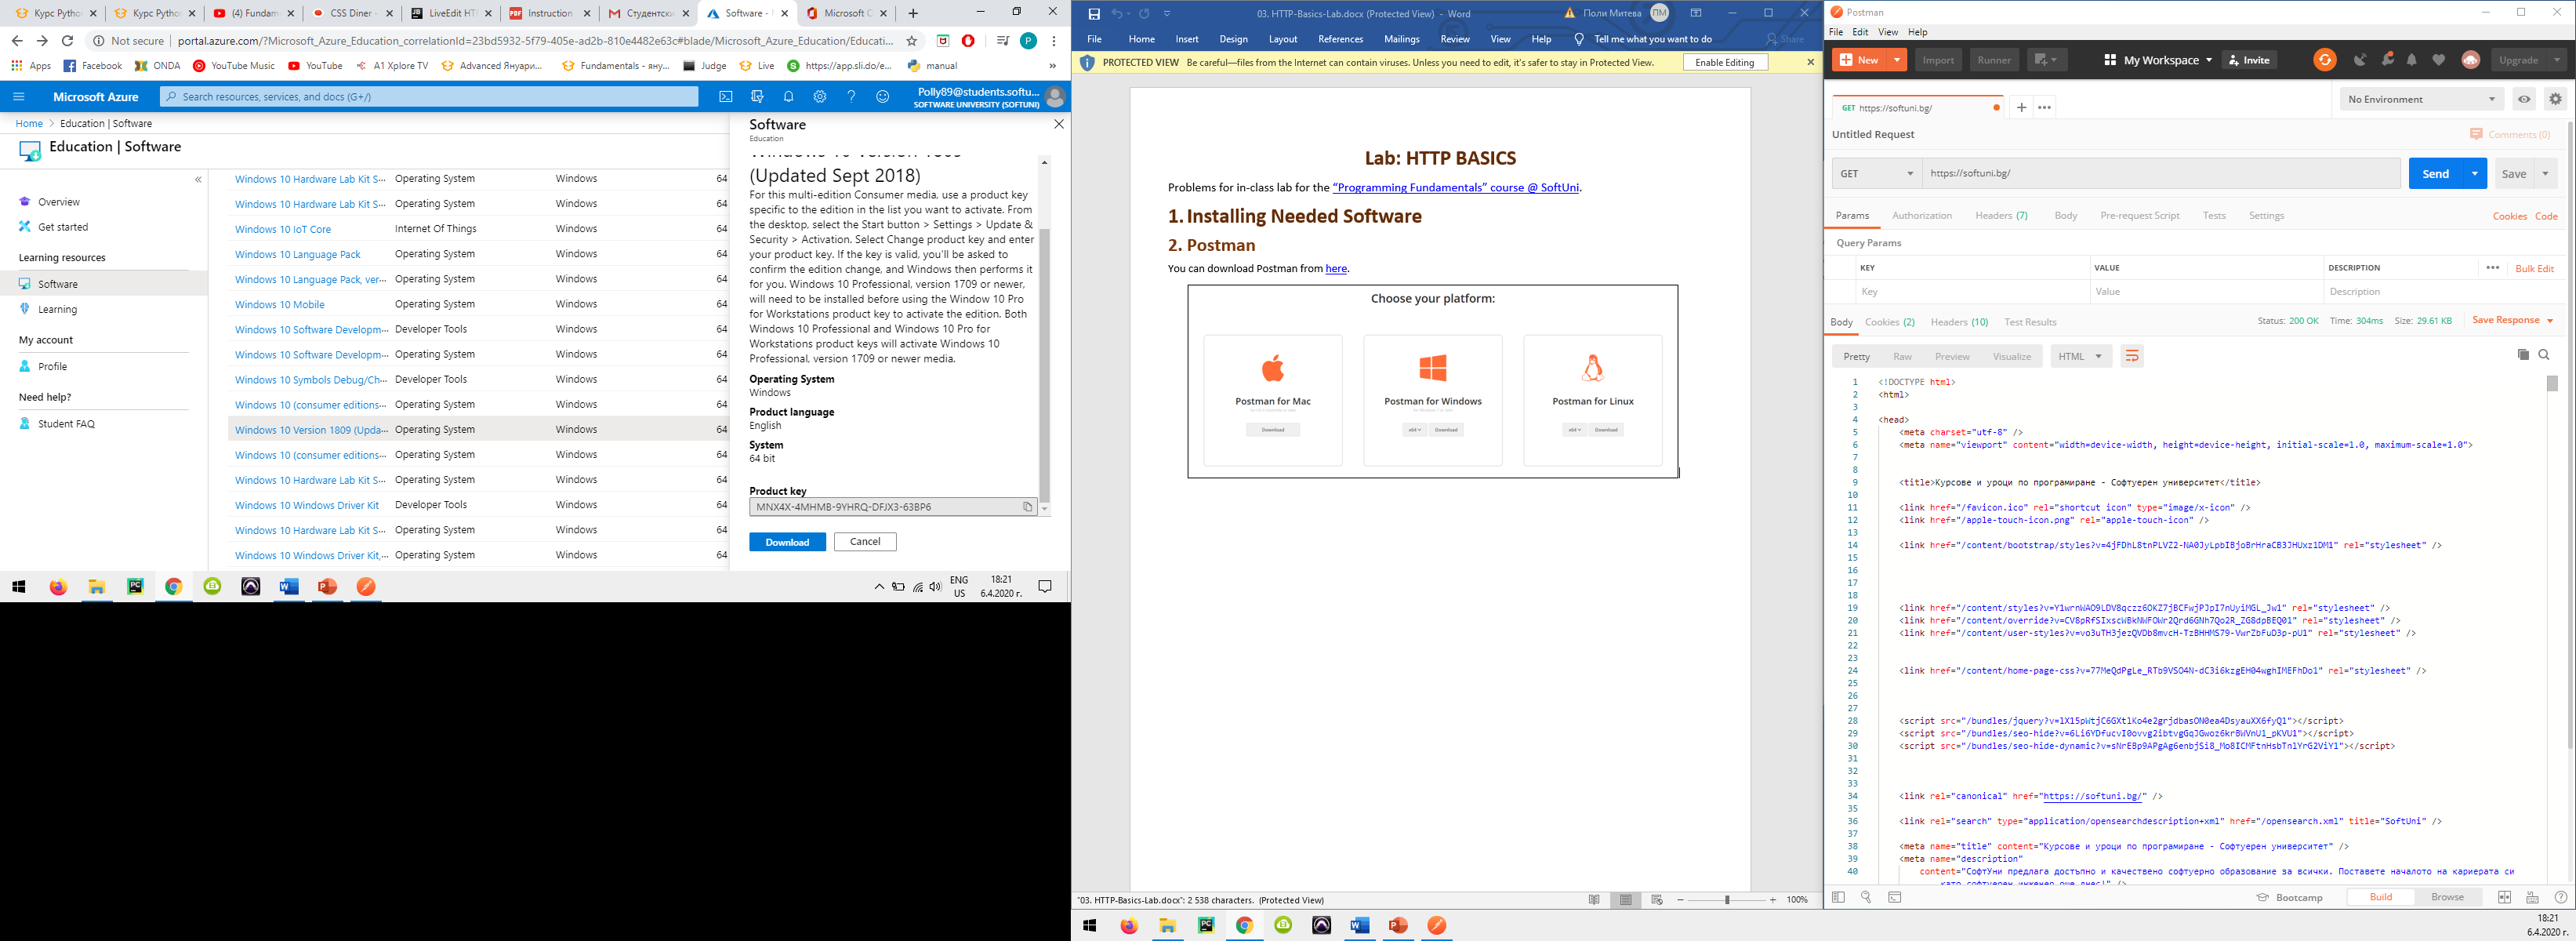 Курс Python
Курс Python
(4) Fundam
CSS Diner -
LiveEdit HT
Instruction
Студентски
Software -
Microsoft O
Not secure | portal.azure.com/?Microsoft_Azure_Education_correlationId=23bd5932-5f79-405e-ad2b-810e4482e63c#blade/Microsoft_Azure_Education/Educati...
Apps Facebook ONDA YouTube Music YouTube A1 Xplore TV Advanced Януари... Fundamentals - яну... Judge Live https://app.sli.do/e... manual »
Microsoft Azure
Search resources, services, and docs (G+/)
Polly89@students.softu...
SOFTWARE UNIVERSITY (SOFTUNI)
Home > Education | Software
Education | Software
Overview
Get started
Learning resources
Software
Learning
My account
Profile
Need help?
Student FAQ
Windows 10 Hardware Lab Kit S... Operating System Windows 64
Windows 10 Hardware Lab Kit S... Operating System Windows 64
Windows 10 IoT Core Internet Of Things Windows 64
Windows 10 Language Pack Operating System Windows 64
Windows 10 Language Pack, ver... Operating System Windows 64
Windows 10 Mobile Operating System Windows 64
Windows 10 Software Developm... Developer Tools Windows 64
Windows 10 Software Developm... Operating System Windows 64
Windows 10 Symbols Debug/Ch... Developer Tools Windows 64
Windows 10 (consumer editions... Operating System Windows 64
Windows 10 Version 1809 (Upda... Operating System Windows 64
Windows 10 (consumer editions... Operating System Windows 64
Windows 10 Hardware Lab Kit S... Operating System Windows 64
Windows 10 Windows Driver Kit Developer Tools Windows 64
Windows 10 Hardware Lab Kit S... Operating System Windows 64
Windows 10 Windows Driver Kit,... Operating System Windows 64
Software
Education
Windows 10 Version 1809
(Updated Sept 2018)
For this multi-edition Consumer media, use a product key
specific to the edition in the list you want to activate. From
the desktop, select the Start button > Settings > Update &
Security > Activation. Select Change product key and enter
your product key. If the key is valid, you'll be asked to
confirm the edition change, and Windows then performs it
for you. Windows 10 Professional, version 1709 or newer,
will need to be installed before using the Window 10 Pro
for Workstations product key to activate the edition. Both
Windows 10 Professional and Windows 10 Pro for
Workstations product keys will activate Windows 10
Professional, version 1709 or newer media.
Operating System
Windows
Product language
English
System
64 bit
Product key
MNX4X-4MHMB-9YHRQ-DFJX3-63BP6
Download Cancel
ENG
US
18:21
6.4.2020 г.
03. HTTP-Basics-Lab.docx (Protected View) - Word
Поли Митева ПМ
File Home Insert Design Layout References Mailings Review View Help Tell me what you want to do Share
PROTECTED VIEW Be careful—files from the Internet can contain viruses. Unless you need to edit, it's safer to stay in Protected View. Enable Editing
Lab: HTTP BASICS
Problems for in-class lab for the “Programming Fundamentals” course @ SoftUni.
1. Installing Needed Software
2. Postman
You can download Postman from here.
Choose your platform:
Postman for Mac
Download
Postman for Windows
x64 Download
Postman for Linux
x64 Download
"03. HTTP-Basics-Lab.docx": 2 538 characters. (Protected View)
100%
Postman
File Edit View Help
New Import Runner My Workspace Invite Upgrade
GET https://softuni.bg/
No Environment
Untitled Request
Comments (0)
GET https://softuni.bg/ Send Save
Params Authorization Headers (7) Body Pre-request Script Tests Settings Cookies Code
Query Params
KEY VALUE DESCRIPTION Bulk Edit
Key Value Description
Body Cookies (2) Headers (10) Test Results Status: 200 OK Time: 304ms Size: 29.61 KB Save Response
Pretty Raw Preview Visualize HTML
1 <!DOCTYPE html>
2 <html>
3
4 <head>
5 <meta charset="utf-8" />
6 <meta name="viewport" content="width=device-width, height=device-height, initial-scale=1.0, maximum-scale=1.0">
7
8
9 <title>Курсове и уроци по програмиране - Софтуерен университет</title>
10
11 <link href="/favicon.ico" rel="shortcut icon" type="image/x-icon" />
12 <link href="/apple-touch-icon.png" rel="apple-touch-icon" />
13
14 <link href="/content/bootstrap/styles?v=4jFDhL8tnPLVZ2-NA0JyLpbIBjoBrHraCB3JHUxz1DM1" rel="stylesheet" />
15
16
17
18
19 <link href="/content/styles?v=Y1wrnWAO9LDV8qczz6OKZ7jBCFwjPJpI7nUyiMGL_Jw1" rel="stylesheet" />
20 <link href="/content/override?v=CV8pRfSIxscWBkNWFOWr2Qrd6GNh7Qo2R_ZG8dpBEQ01" rel="stylesheet" />
21 <link href="/content/user-styles?v=vo3uTH3jezQVDb8mvcH-TzBHHMS79-VwrZbFuD3p-pU1" rel="stylesheet" />
22
23
24 <link href="/content/home-page-css?v=77MeQdPgLe_RTb9VSO4N-dC3i6kzgEH04wghIMEFhDo1" rel="stylesheet" />
25
26
27
28 <script src="/bundles/jquery?v=lX15pWtjC6GXtlKo4e2grjdbasON0ea4DsyauXX6fyQ1"></script>
29 <script src="/bundles/seo-hide?v=6Li6YDfucvI0ovvg2ibtvgGqJGwoz6krBWVnUl_pKVU1"></script>
30 <script src="/bundles/seo-hide-dynamic?v=sNrEBp9APgAg6enbjSi8_Mo8ICMFtnHsbTnlYrG2ViY1"></script>
31
32
33
34 <link rel="canonical" href="https://softuni.bg/" />
35
36 <link rel="search" type="application/opensearchdescription+xml" href="/opensearch.xml" title="SoftUni" />
37
38 <meta name="title" content="Курсове и уроци по програмиране - Софтуерен университет" />
39 <meta name="description"
40 content="СофтУни предлага достъпно и качествено софтуерно образование за всички. Поставете началото на кариерата си
като софтуерен инженер още днес!" />
Bootcamp Build Browse
18:21
6.4.2020 г.